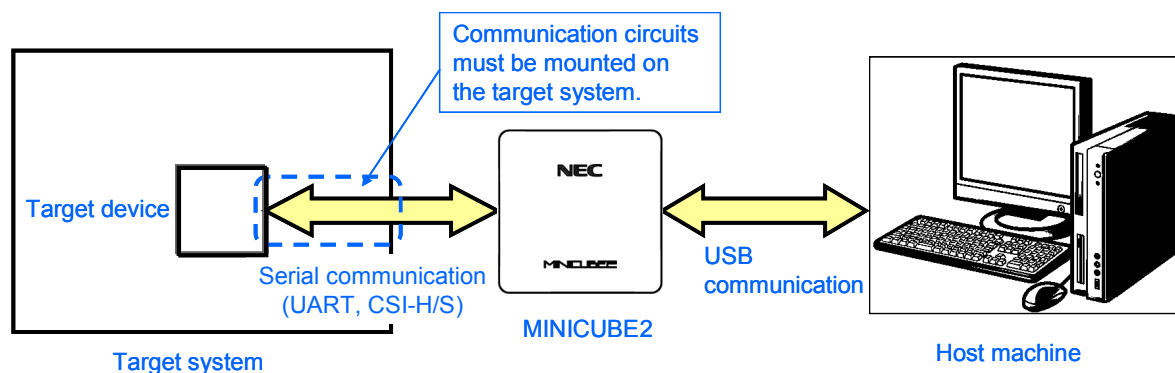 Communication circuits
must be mounted on
the target system.
Target device
Serial communication
(UART, CSI-H/S)
Target system
NEC
MINICUBE2
MINICUBE2
USB
communication
Host machine